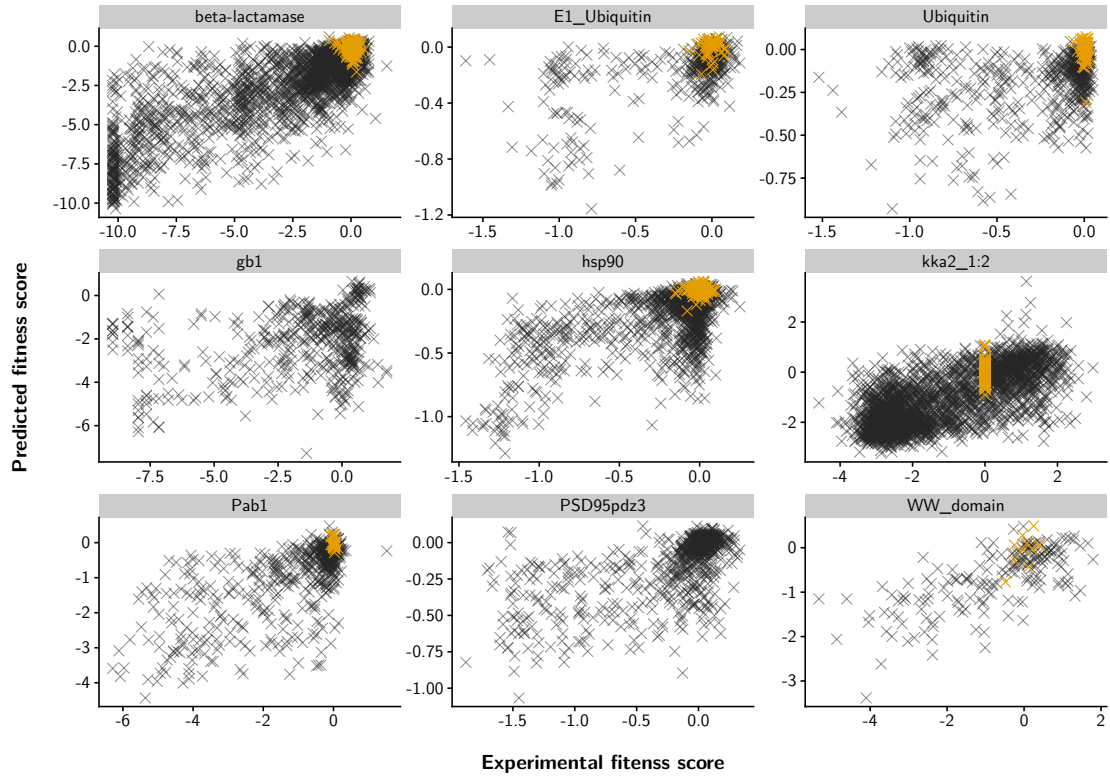 beta-lactamase E1_Ubiquitin Ubiquitin
0.0 0.0 0.00
-2.5 -0.4 -0.25
-5.0 -0.8 -0.50
-7.5 -1.2 -0.75
-10.0
-10.0 -7.5 -5.0 -2.5 0.0 -1.5 -1.0 -0.5 0.0 -1.5 -1.0 -0.5 0.0
gb1 hsp90 kka2_1:2
0 0.0 2
-2 -0.5 0
-4 -1.0 -2
-6
-7.5 -5.0 -2.5 0.0 -1.5 -1.0 -0.5 0.0 -4 -2 0 2
Pab1 PSD95pdz3 WW_domain
0 0.00 0
-1 -0.25 -1
-2 -0.50 -2
-3 -0.75 -3
-4 -1.00
-6 -4 -2 0 -1.5 -1.0 -0.5 0.0 -4 -2 0 2
Predicted fitness score
Experimental fitenss score